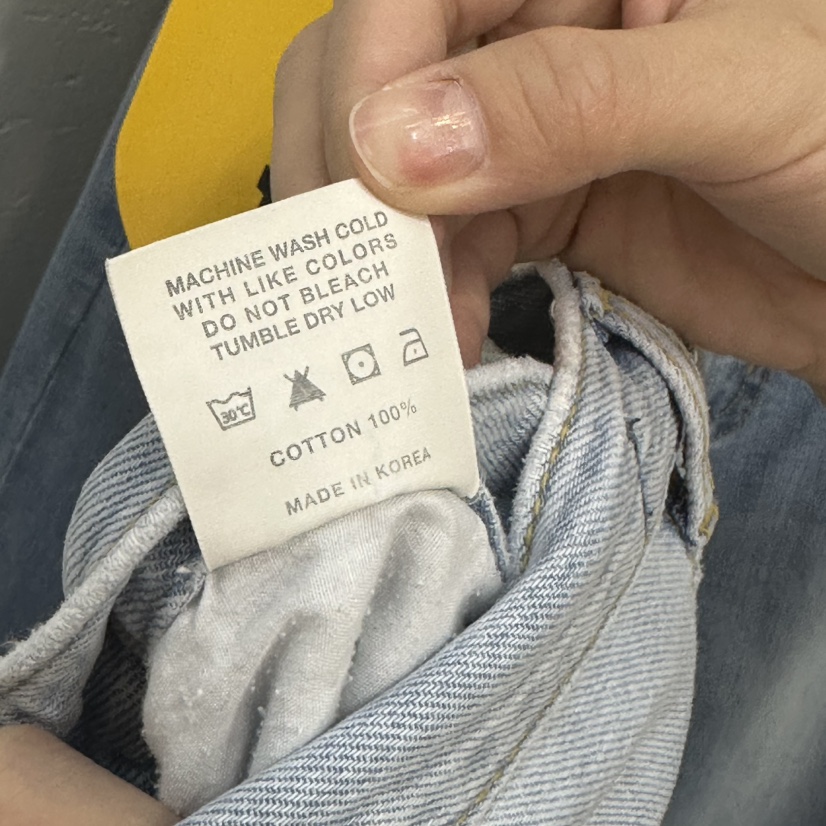 MACHINE WASH COLD
WITH LIKE COLORS
DO NOT BLEACH
TUMBLE DRY LOW
30℃
COTTON 100%
MADE IN KOREA